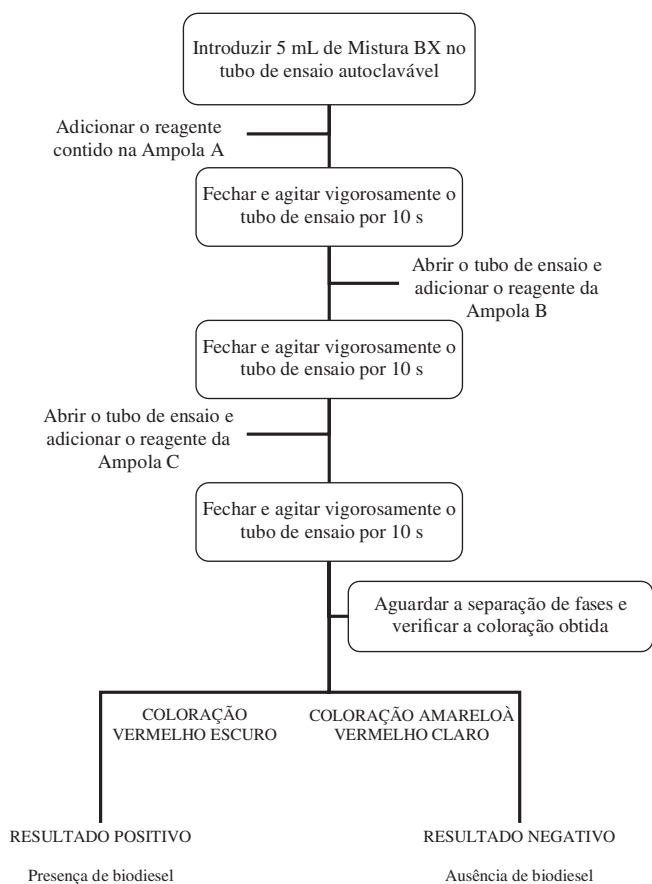 Introduzir 5 mL de Mistura BX no
tubo de ensaio autoclavável
Adicionar o reagente
contido na Ampola A
Fechar e agitar vigorosamente o
tubo de ensaio por 10 s
Abrir o tubo de ensaio e
adicionar o reagente da
Ampola B
Fechar e agitar vigorosamente o
tubo de ensaio por 10 s
Abrir o tubo de ensaio e
adicionar o reagente da
Ampola C
Fechar e agitar vigorosamente o
tubo de ensaio por 10 s
Aguardar a separação de fases e
verificar a coloração obtida
COLORAÇÃO
VERMELHO ESCURO
COLORAÇÃO AMARELOÀ
VERMELHO CLARO
RESULTADO POSITIVO
Presença de biodiesel
RESULTADO NEGATIVO
Ausência de biodiesel